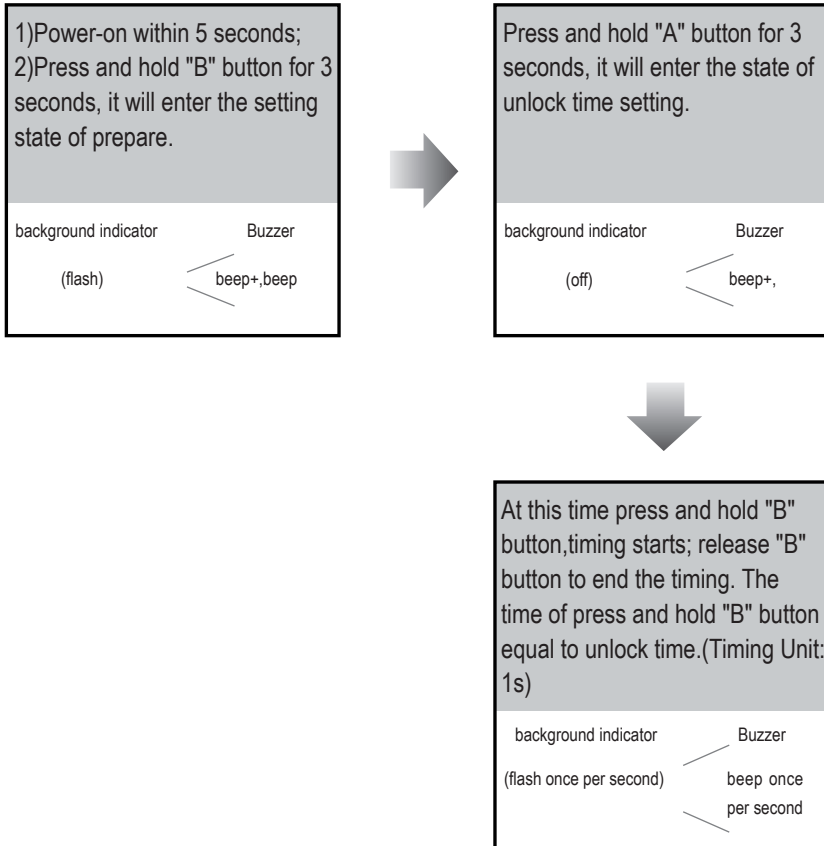 1)Power-on within 5 seconds;
2)Press and hold "B" button for 3
seconds, it will enter the setting
state of prepare.
background indicator Buzzer
(flash) beep+,beep
Press and hold "A" button for 3
seconds, it will enter the state of
unlock time setting.
background indicator Buzzer
(off) beep+,
At this time press and hold "B"
button,timing starts; release "B"
button to end the timing. The
time of press and hold "B" button
equal to unlock time.(Timing Unit:
1s)
background indicator Buzzer
(flash once per second) beep once
per second